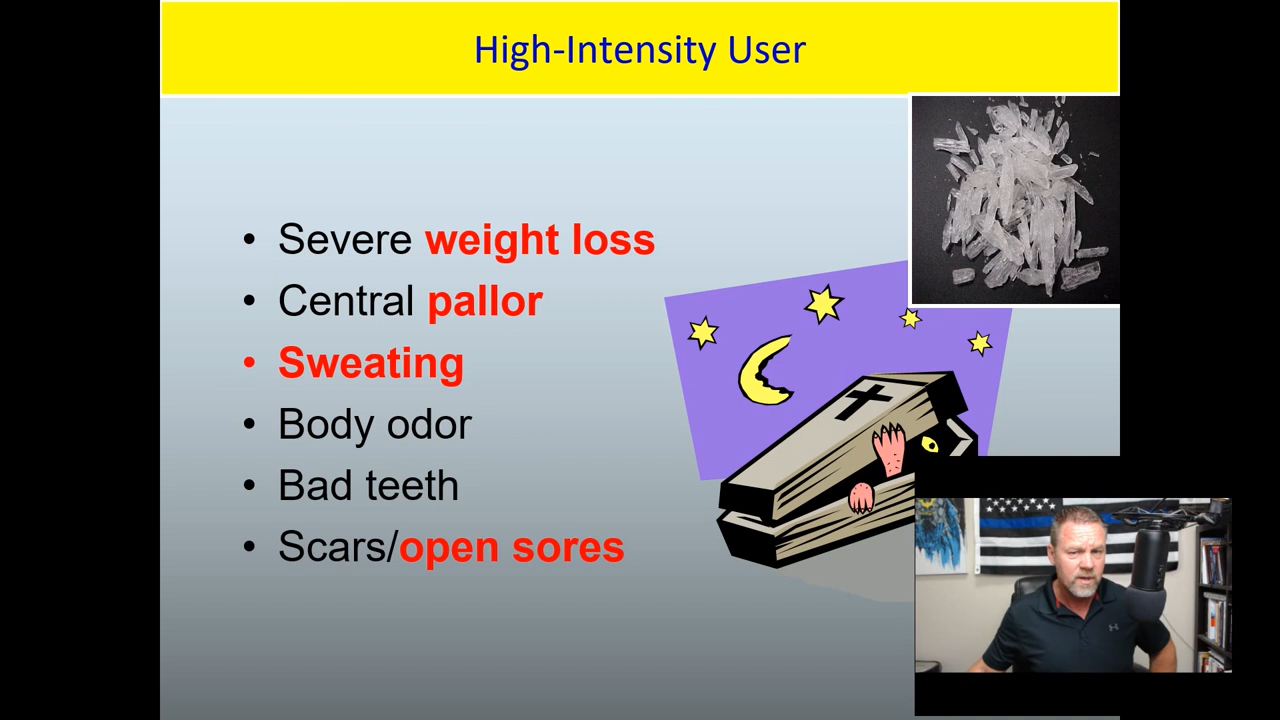 High-Intensity User
• Severe weight loss
• Central pallor
• Sweating
• Body odor
• Bad teeth
• Scars/open sores